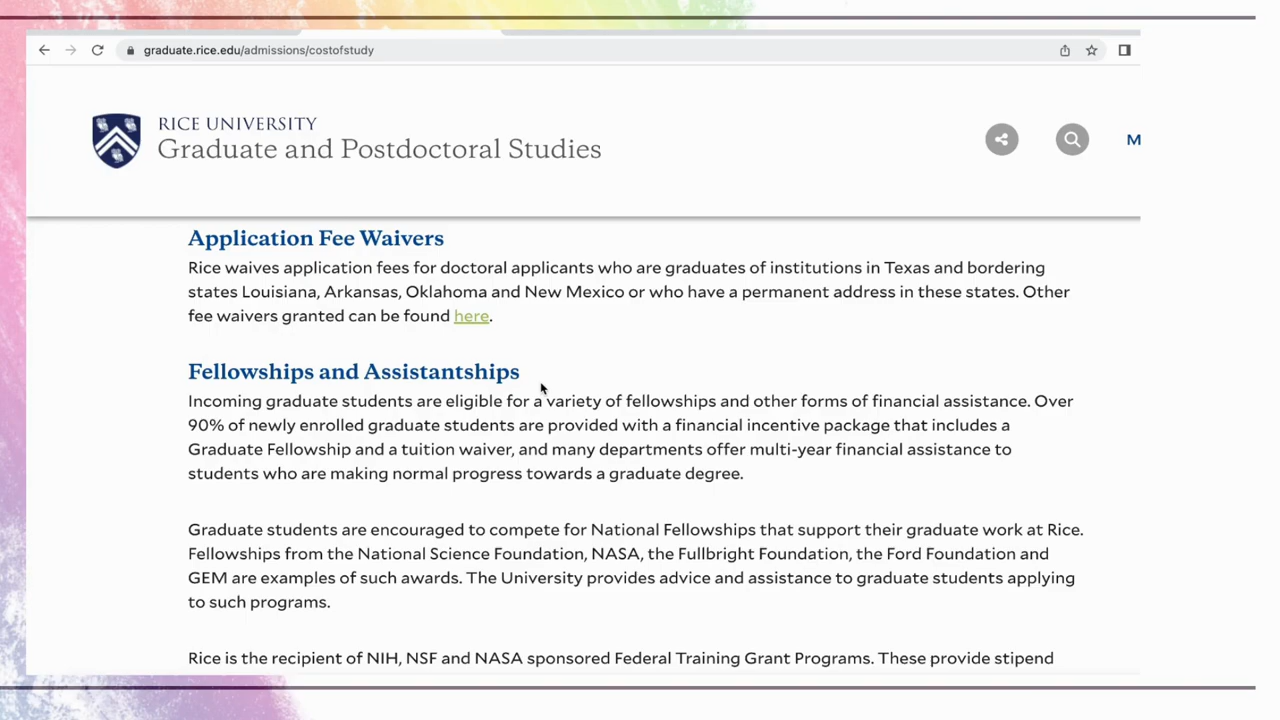 graduate.rice.edu/admissions/costofstudy
RICE UNIVERSITY
Graduate and Postdoctoral Studies
M
Application Fee Waivers
Rice waives application fees for doctoral applicants who are graduates of institutions in Texas and bordering
states Louisiana, Arkansas, Oklahoma and New Mexico or who have a permanent address in these states. Other
fee waivers granted can be found here.
Fellowships and Assistantships
Incoming graduate students are eligible for a variety of fellowships and other forms of financial assistance. Over
90% of newly enrolled graduate students are provided with a financial incentive package that includes a
Graduate Fellowship and a tuition waiver, and many departments offer multi-year financial assistance to
students who are making normal progress towards a graduate degree.
Graduate students are encouraged to compete for National Fellowships that support their graduate work at Rice.
Fellowships from the National Science Foundation, NASA, the Fullbright Foundation, the Ford Foundation and
GEM are examples of such awards. The University provides advice and assistance to graduate students applying
to such programs.
Rice is the recipient of NIH, NSF and NASA sponsored Federal Training Grant Programs. These provide stipend